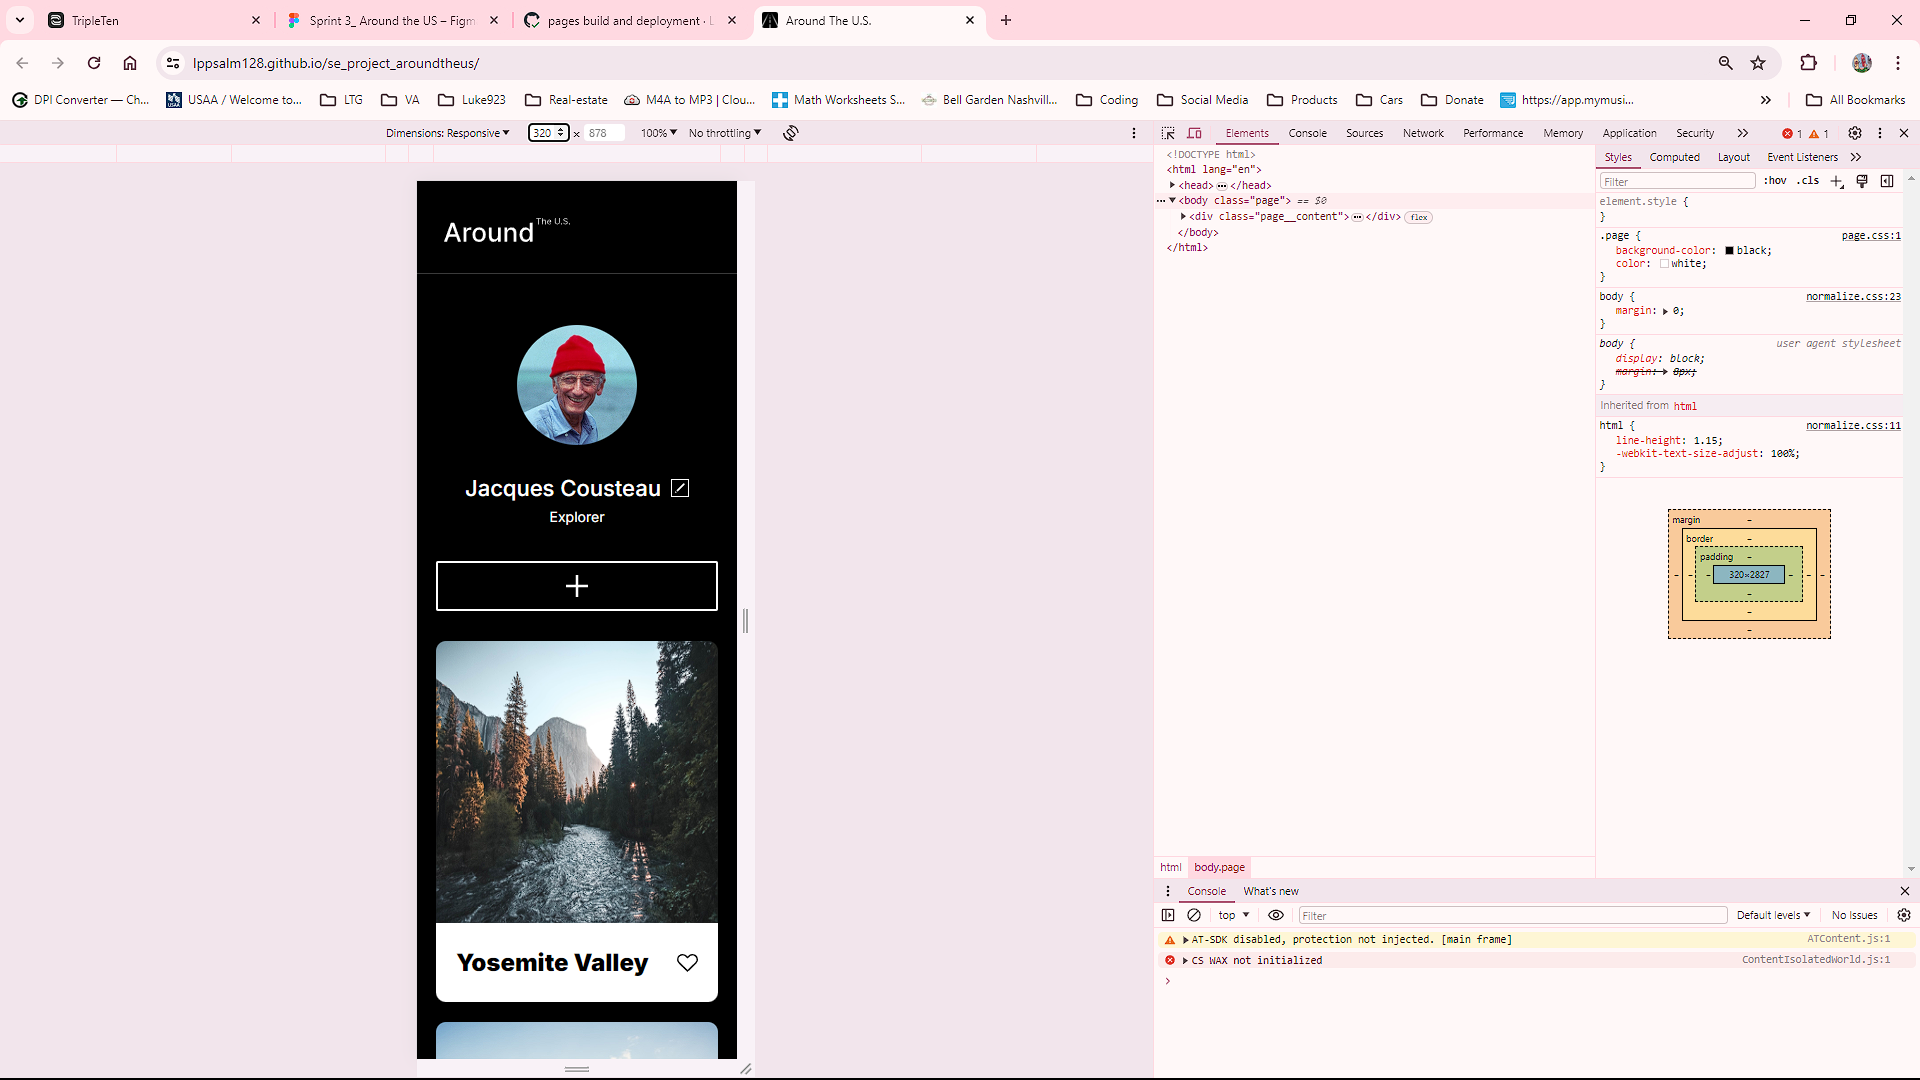 TripleTen
Sprint 3_ Around the US – Figm
pages build and deployment · L
Around The U.S.
lppsalm128.github.io/se_project_aroundtheus/
DPI Converter — Ch...
USAA / Welcome to...
LTG
VA
Luke923
Real-estate
M4A to MP3 | Clou...
Math Worksheets S...
Bell Garden Nashvill...
Coding
Social Media
Products
Cars
Donate
https://app.mymusi...
All Bookmarks
Dimensions: Responsive
320
×
878
100%
No throttling
Elements
Console
Sources
Network
Performance
Memory
Application
Security
1
1
Around
The U.S.
Jacques Cousteau
Explorer
Yosemite Valley
<!DOCTYPE html>
<html lang="en">
<head> ••• </head>
••• <body class="page"> == $0
<div class="page__content"> ••• </div> flex
</body>
</html>
html
body.page
Styles
Computed
Layout
Event Listeners
Filter
:hov
.cls
element.style {
}
.page {
page.css:1
background-color: black;
color: white;
}
body {
normalize.css:23
margin: 0;
}
body {
user agent stylesheet
display: block;
margin: 8px;
}
Inherited from html
html {
normalize.css:11
line-height: 1.15;
-webkit-text-size-adjust: 100%;
}
margin
–
border
–
padding
–
– – – 320×2827 – – –
–
–
–
Console
What's new
top
Filter
Default levels
No Issues
AT-SDK disabled, protection not injected. [main frame]
ATContent.js:1
CS WAX not initialized
ContentIsolatedWorld.js:1